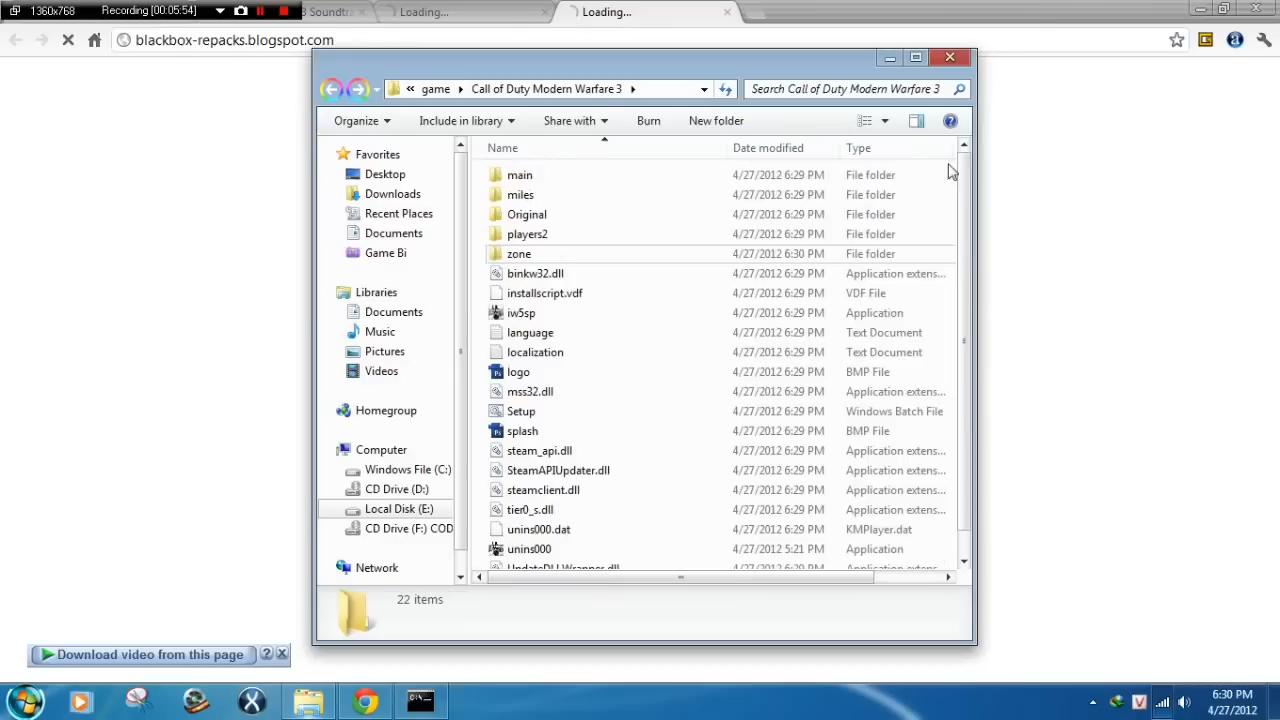 1360x768 Recording [00:05:54] 3 Soundtra Loading... Loading...
blackbox-repacks.blogspot.com
« game Call of Duty Modern Warfare 3 Search Call of Duty Modern Warfare 3
Organize Include in library Share with Burn New folder
Favorites
Desktop
Downloads
Recent Places
Documents
Game Bi
Libraries
Documents
Music
Pictures
Videos
Homegroup
Computer
Windows File (C:)
CD Drive (D:)
Local Disk (E:)
CD Drive (F:) COD
Network
Name Date modified Type
main 4/27/2012 6:29 PM File folder
miles 4/27/2012 6:29 PM File folder
Original 4/27/2012 6:29 PM File folder
players2 4/27/2012 6:29 PM File folder
zone 4/27/2012 6:30 PM File folder
binkw32.dll 4/27/2012 6:29 PM Application extens...
installscript.vdf 4/27/2012 6:29 PM VDF File
iw5sp 4/27/2012 6:29 PM Application
language 4/27/2012 6:29 PM Text Document
localization 4/27/2012 6:29 PM Text Document
logo 4/27/2012 6:29 PM BMP File
mss32.dll 4/27/2012 6:29 PM Application extens...
Setup 4/27/2012 6:29 PM Windows Batch File
splash 4/27/2012 6:29 PM BMP File
steam_api.dll 4/27/2012 6:29 PM Application extens...
SteamAPIUpdater.dll 4/27/2012 6:29 PM Application extens...
steamclient.dll 4/27/2012 6:29 PM Application extens...
tier0_s.dll 4/27/2012 6:29 PM Application extens...
unins000.dat 4/27/2012 6:29 PM KMPlayer.dat
unins000 4/27/2012 5:21 PM Application
UpdateDLLWrapper.dll 4/27/2012 6:29 PM Application extens...
22 items
Download video from this page ?
6:30 PM
4/27/2012